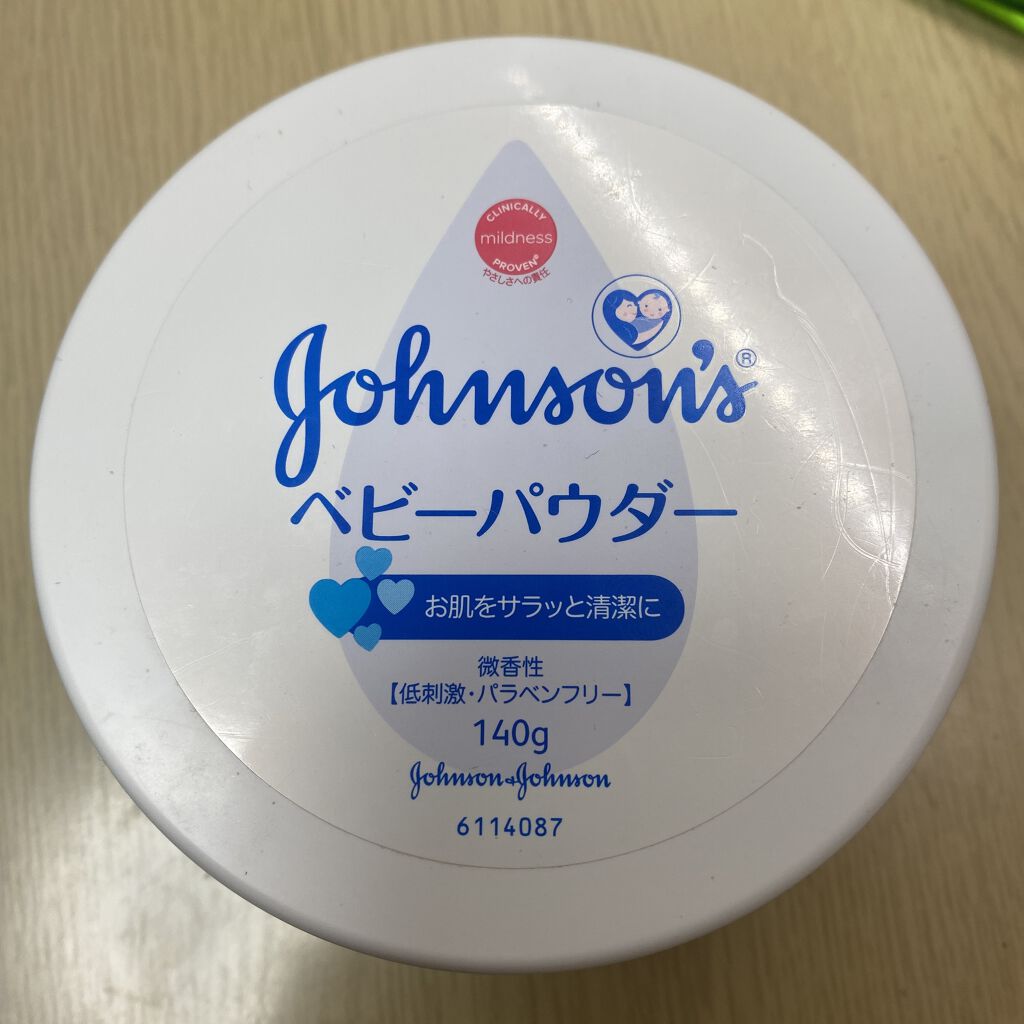 CLINICALLY
mildness
PROVEN®
やさしさへの責任
Johnson's®
ベビーパウダー
お肌をサラッと清潔に
微香性
【低刺激・パラベンフリー】
140g
Johnson&Johnson
6114087